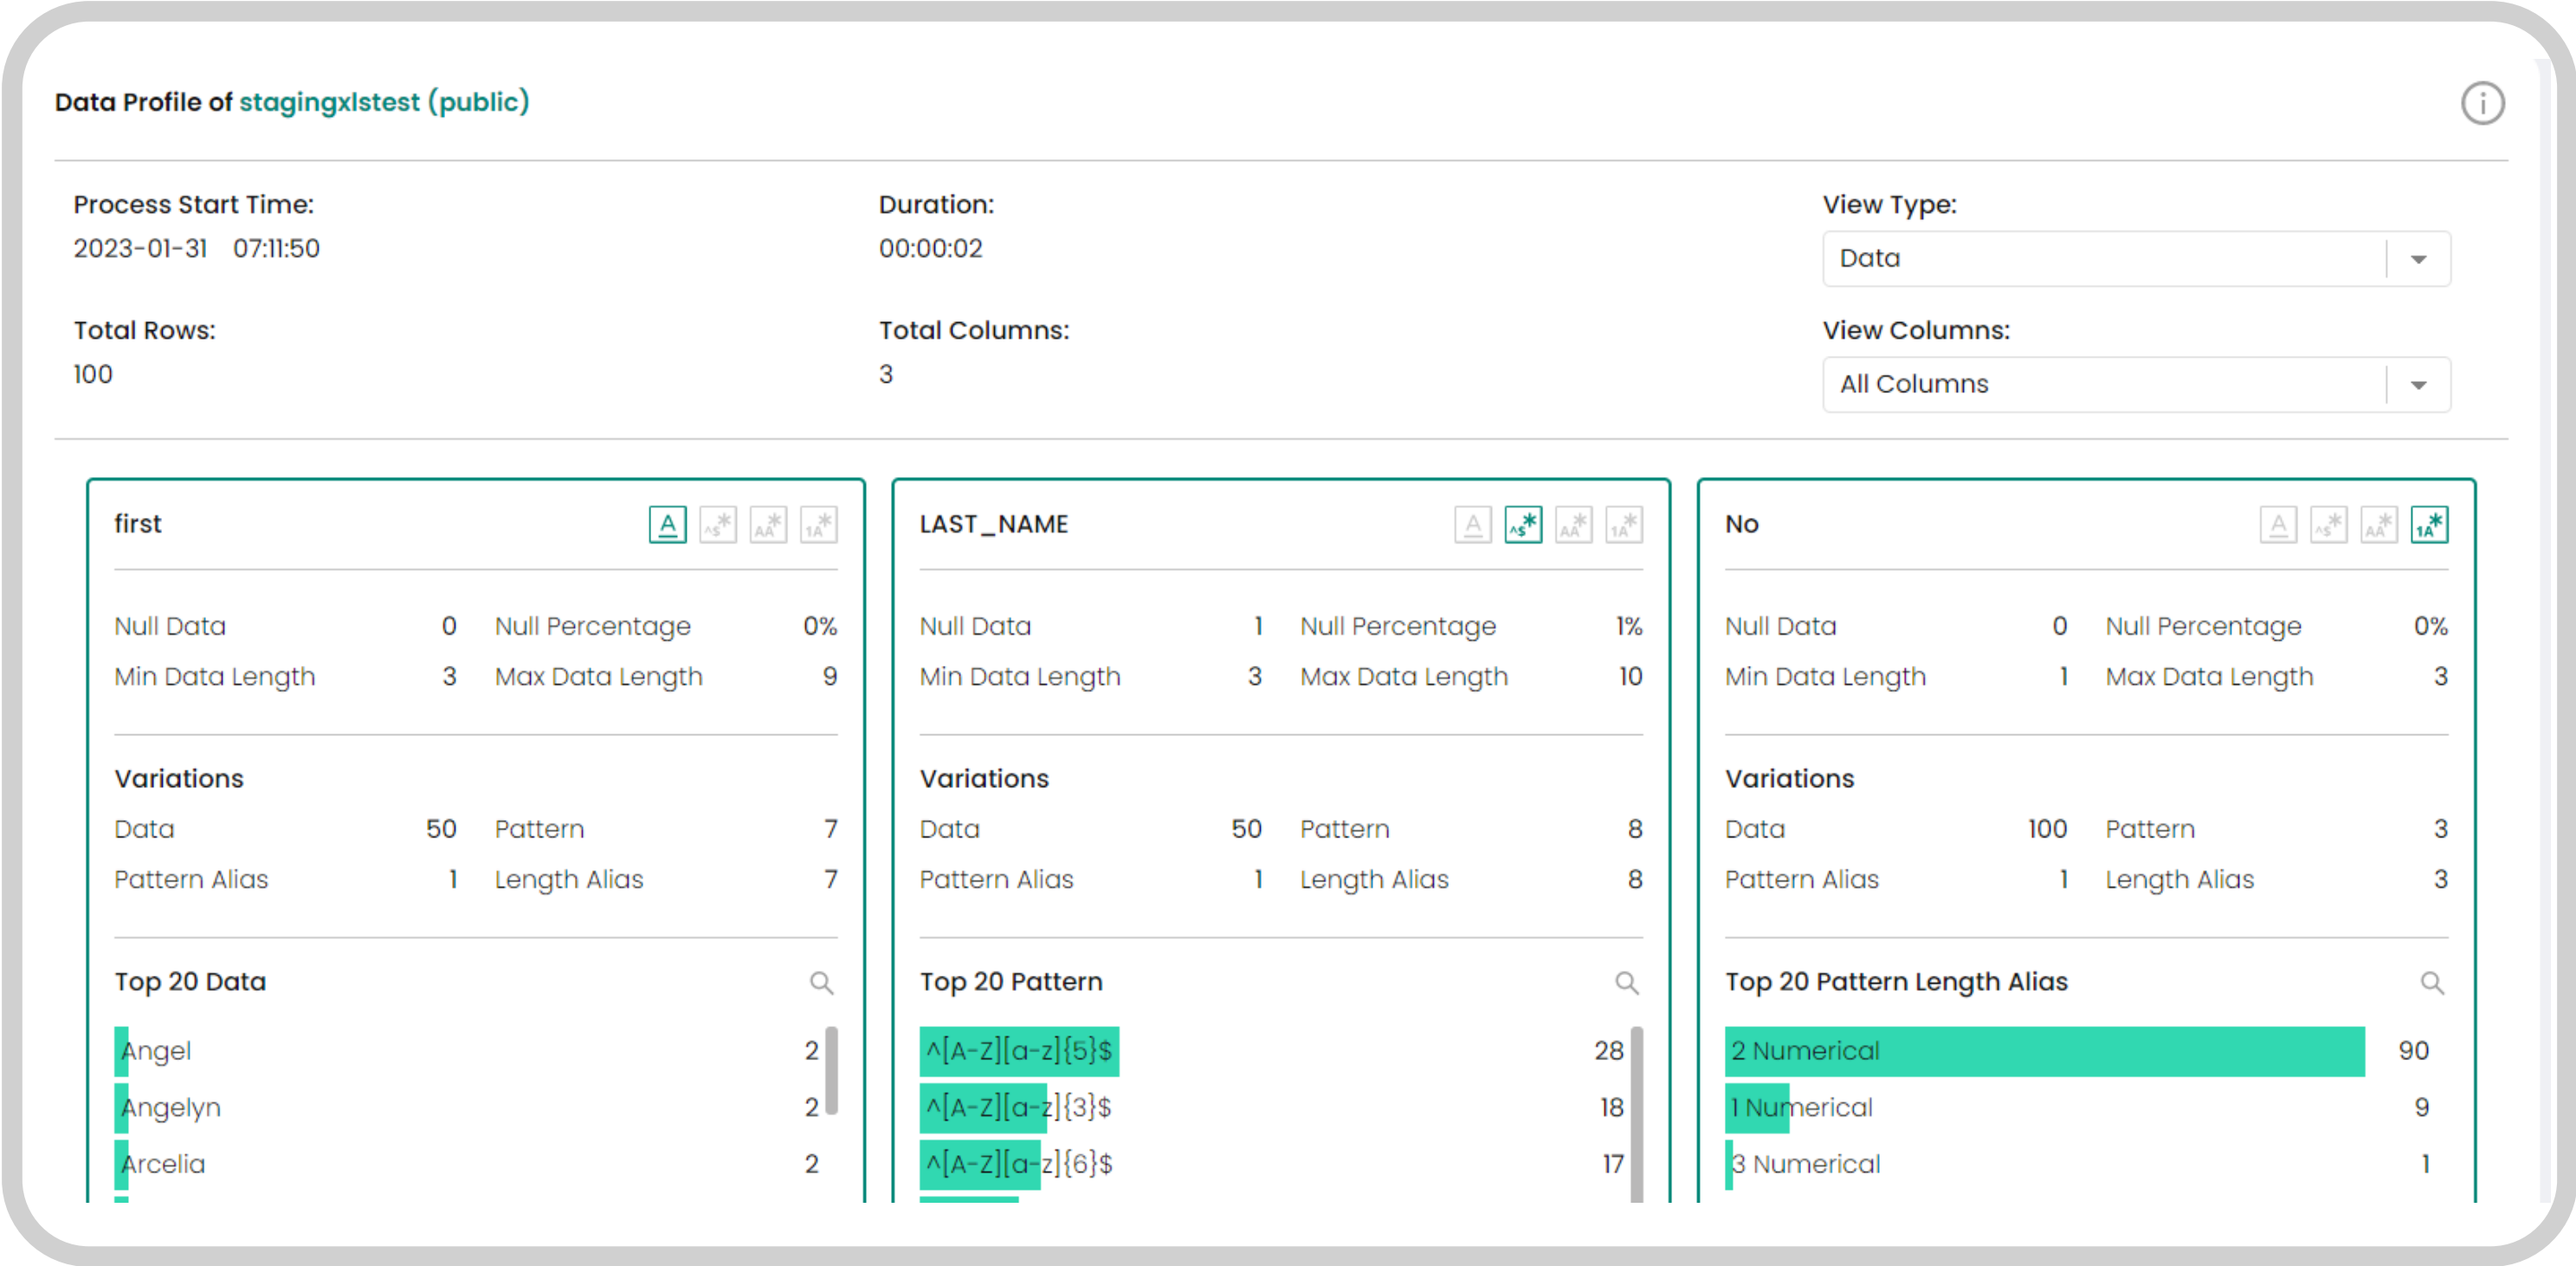 Data Profile of stagingxlstest (public)
Process Start Time:
2023-01-31 07:11:50
Duration:
00:00:02
View Type:
Data
Total Rows:
100
Total Columns:
3
View Columns:
All Columns
first
A ^$* AA* 1A*
Null Data 0 Null Percentage 0%
Min Data Length 3 Max Data Length 9
Variations
Data 50 Pattern 7
Pattern Alias 1 Length Alias 7
Top 20 Data
Angel 2
Angelyn 2
Arcelia 2
LAST_NAME
A ^$* AA* 1A*
Null Data 1 Null Percentage 1%
Min Data Length 3 Max Data Length 10
Variations
Data 50 Pattern 8
Pattern Alias 1 Length Alias 8
Top 20 Pattern
^[A-Z][a-z]{5}$ 28
^[A-Z][a-z]{3}$ 18
^[A-Z][a-z]{6}$ 17
No
A ^$* AA* 1A*
Null Data 0 Null Percentage 0%
Min Data Length 1 Max Data Length 3
Variations
Data 100 Pattern 3
Pattern Alias 1 Length Alias 3
Top 20 Pattern Length Alias
2 Numerical 90
1 Numerical 9
3 Numerical 1